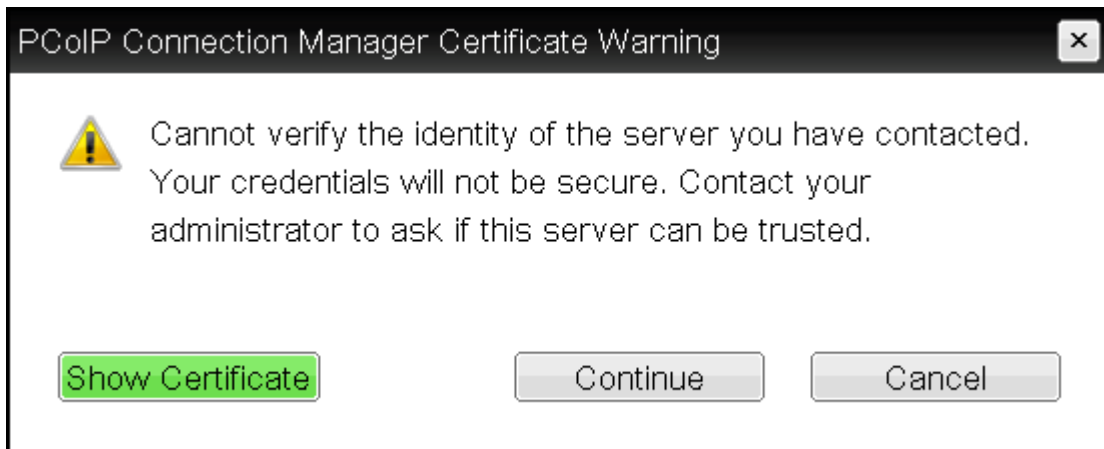 PCoIP Connection Manager Certificate Warning
Cannot verify the identity of the server you have contacted.
Your credentials will not be secure. Contact your
administrator to ask if this server can be trusted.
Show Certificate
Continue
Cancel